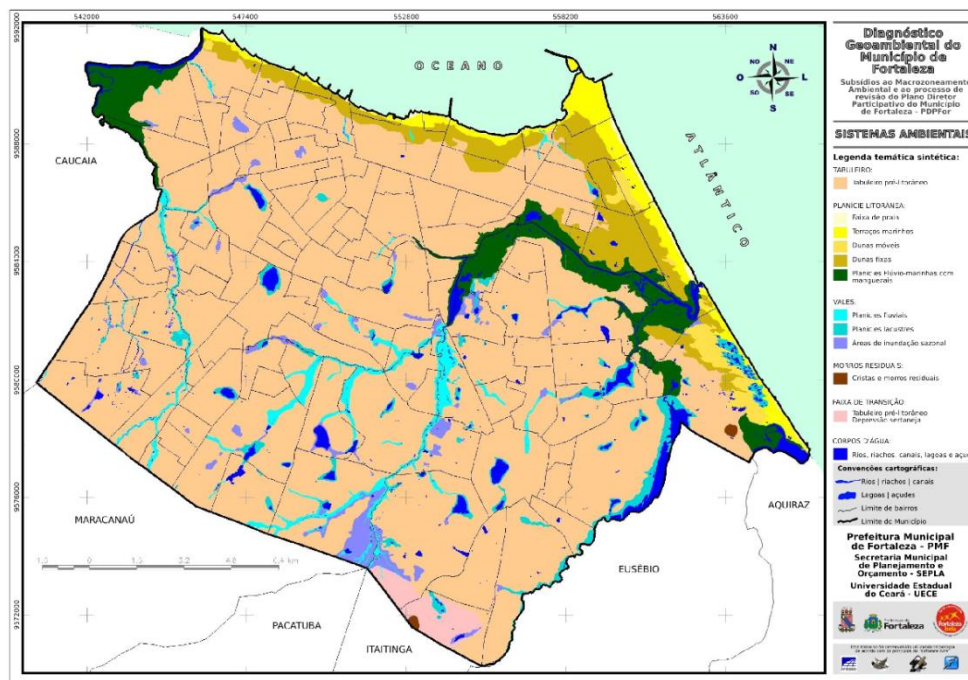 542000 547400 552800 558200 563600
9592000
9588000
9580000
9576000
9572000
OCEANO
ATLÂNTICO
N
NO NE
O L
SO SE
S
CAUCAIA
MARACANAÚ
PACATUBA
ITAITINGA
EUSÉBIO
AQUIRAZ
Diagnóstico
Geoambiental do
Município de
Fortaleza
Subsídios ao Macrozoneamento
Ambiental e ao processo de
revisão do Plano Diretor
Participativo do Município
de Fortaleza - PDPFor
SISTEMAS AMBIENTAIS
Legenda temática sintética:
TABULEIRO:
Tabuleiro pré-litorâneo
PLANÍCIE LITORÂNEA:
Faixa de praia
Terraços marinhos
Dunas móveis
Dunas fixas
Planícies flúvio-marinhas com
manguezais
VALES:
Planícies fluviais
Planícies lacustres
Áreas de inundação sazonal
MORROS RESIDUAIS:
Cristas e morros residuais
FAIXA DE TRANSIÇÃO:
Tabuleiro pré-litorâneo
Depressão sertaneja
CORPOS D'ÁGUA:
Rios, riachos, canais, lagoas e açudes
Convenções cartográficas:
Rios | riachos | canais
Lagoas | açudes
Limite de bairros
Limite do Município
Prefeitura Municipal
de Fortaleza - PMF
Secretaria Municipal
de Planejamento e
Orçamento - SEPLA
Universidade Estadual
do Ceará - UECE
Fortaleza